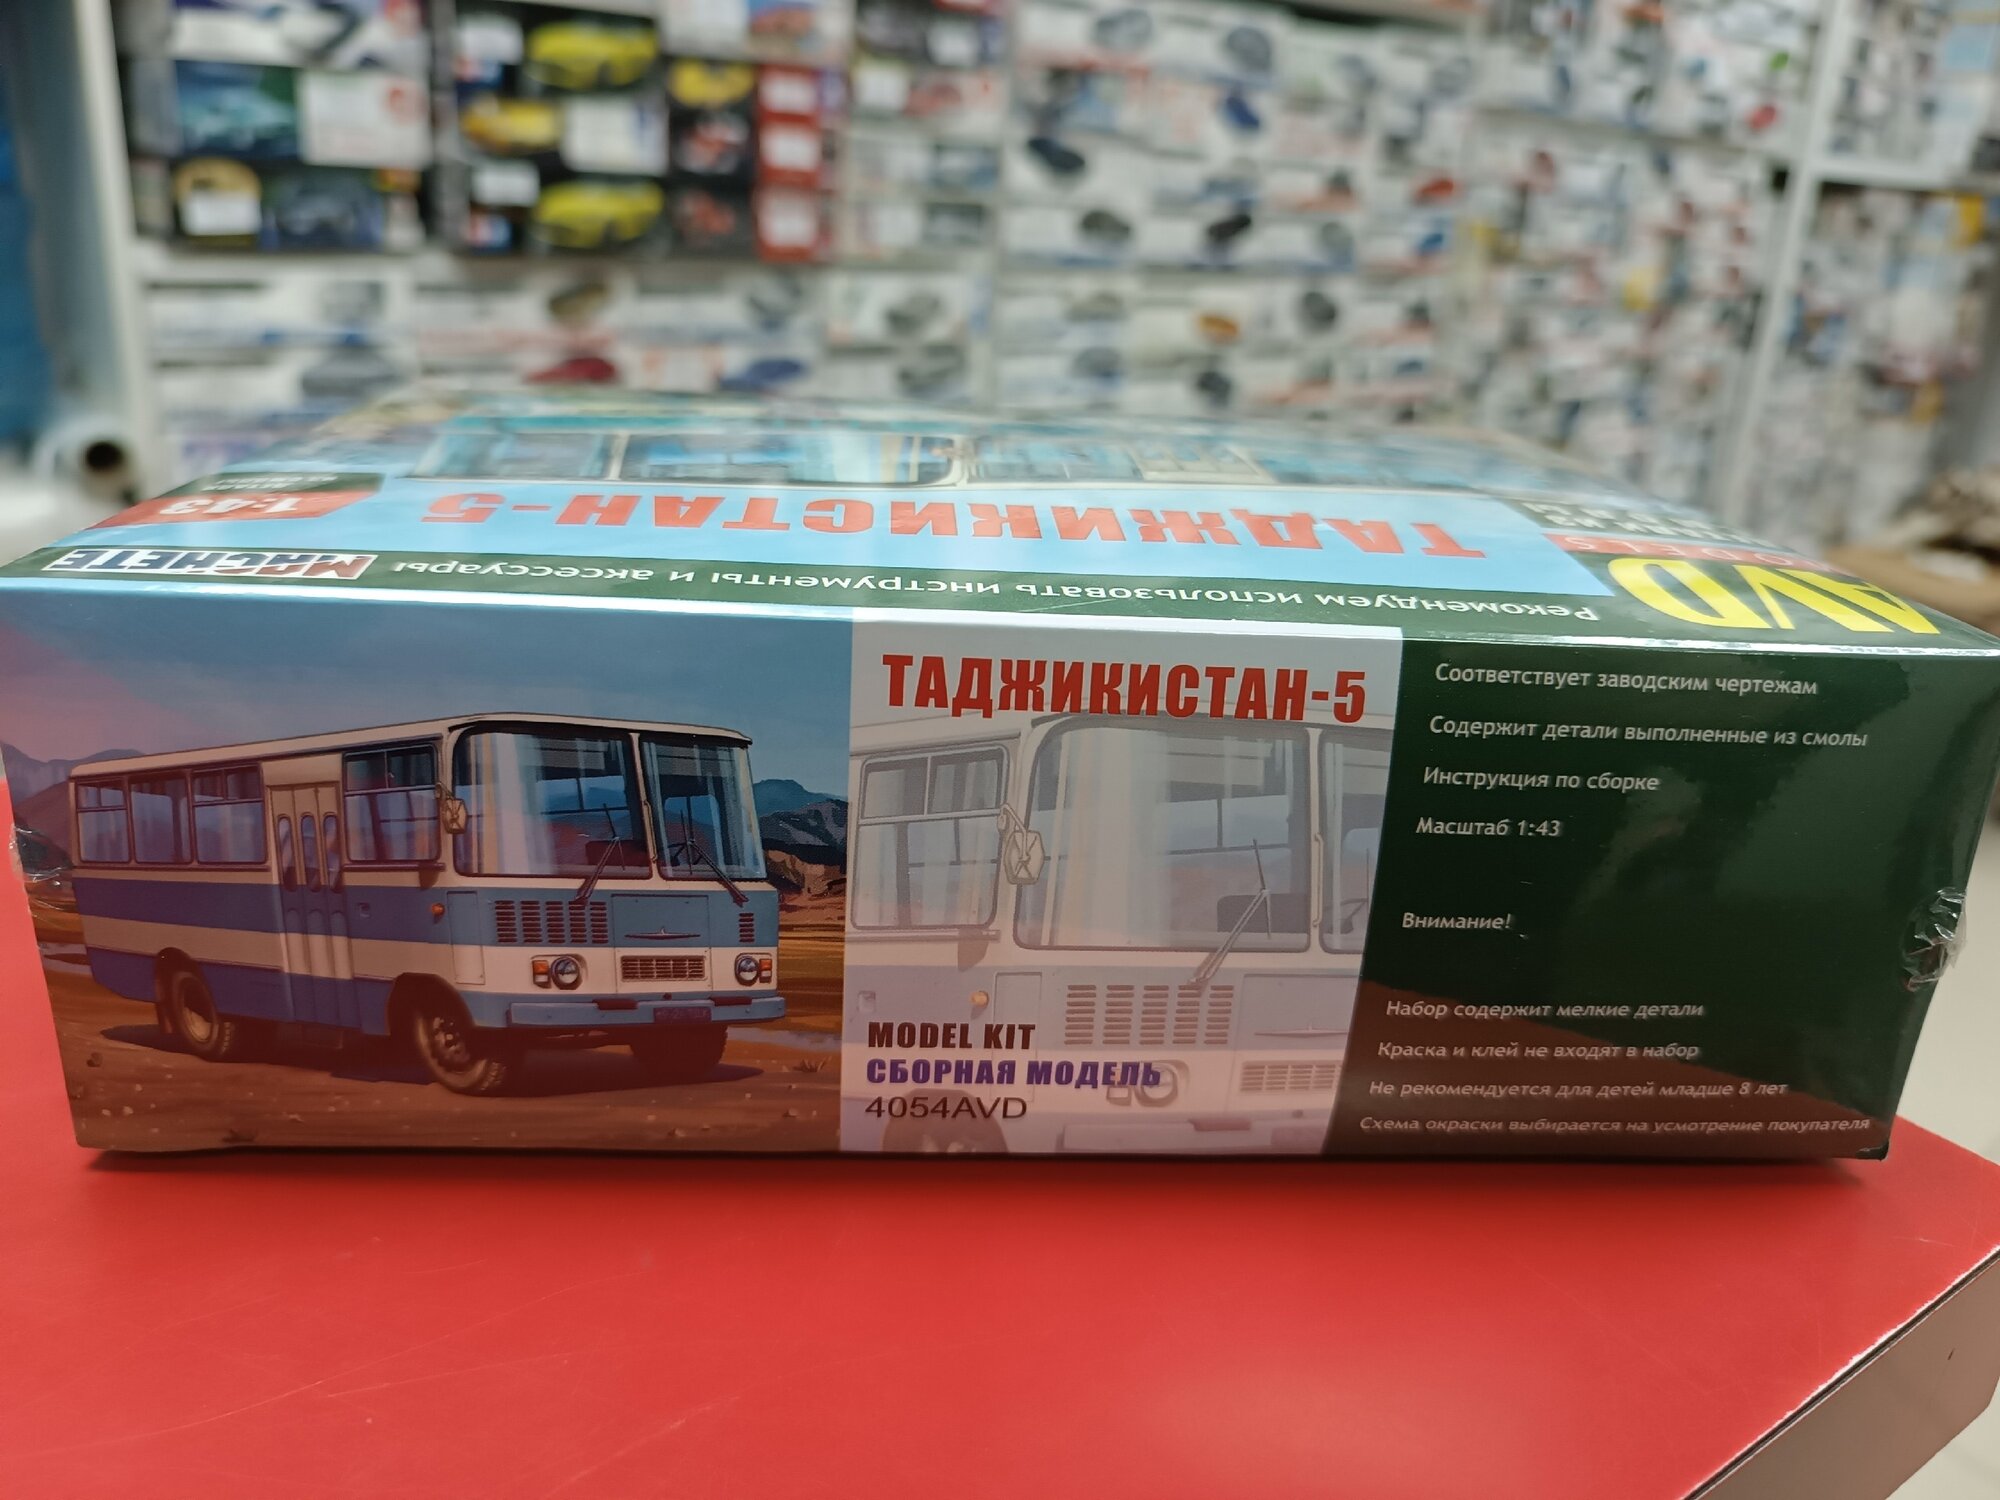 1:43
ТАДЖИКИСТАН-5
AVD
Рекомендуем использовать инструменты и аксессуары MACHETE
ТАДЖИКИСТАН-5
MODEL KIT
СБОРНАЯ МОДЕЛЬ
4054AVD
Соответствует заводским чертежам
Содержит детали выполненные из смолы
Инструкция по сборке
Масштаб 1:43
Внимание!
Набор содержит мелкие детали
Краска и клей не входят в набор
Не рекомендуется для детей младше 8 лет
Схема окраски выбирается на усмотрение покупателя